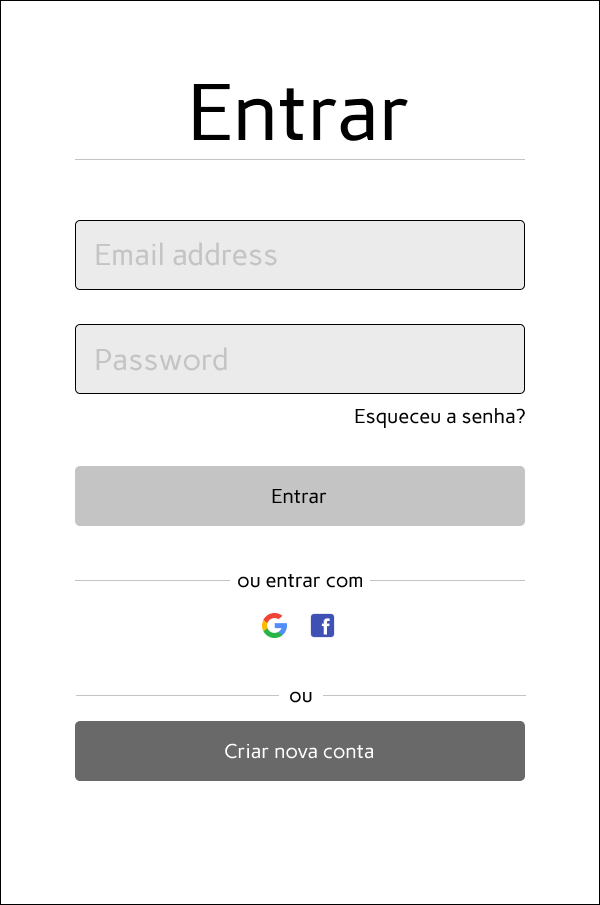 Entrar
Email address
Password
Esqueceu a senha?
Entrar
ou entrar com
ou
Criar nova conta